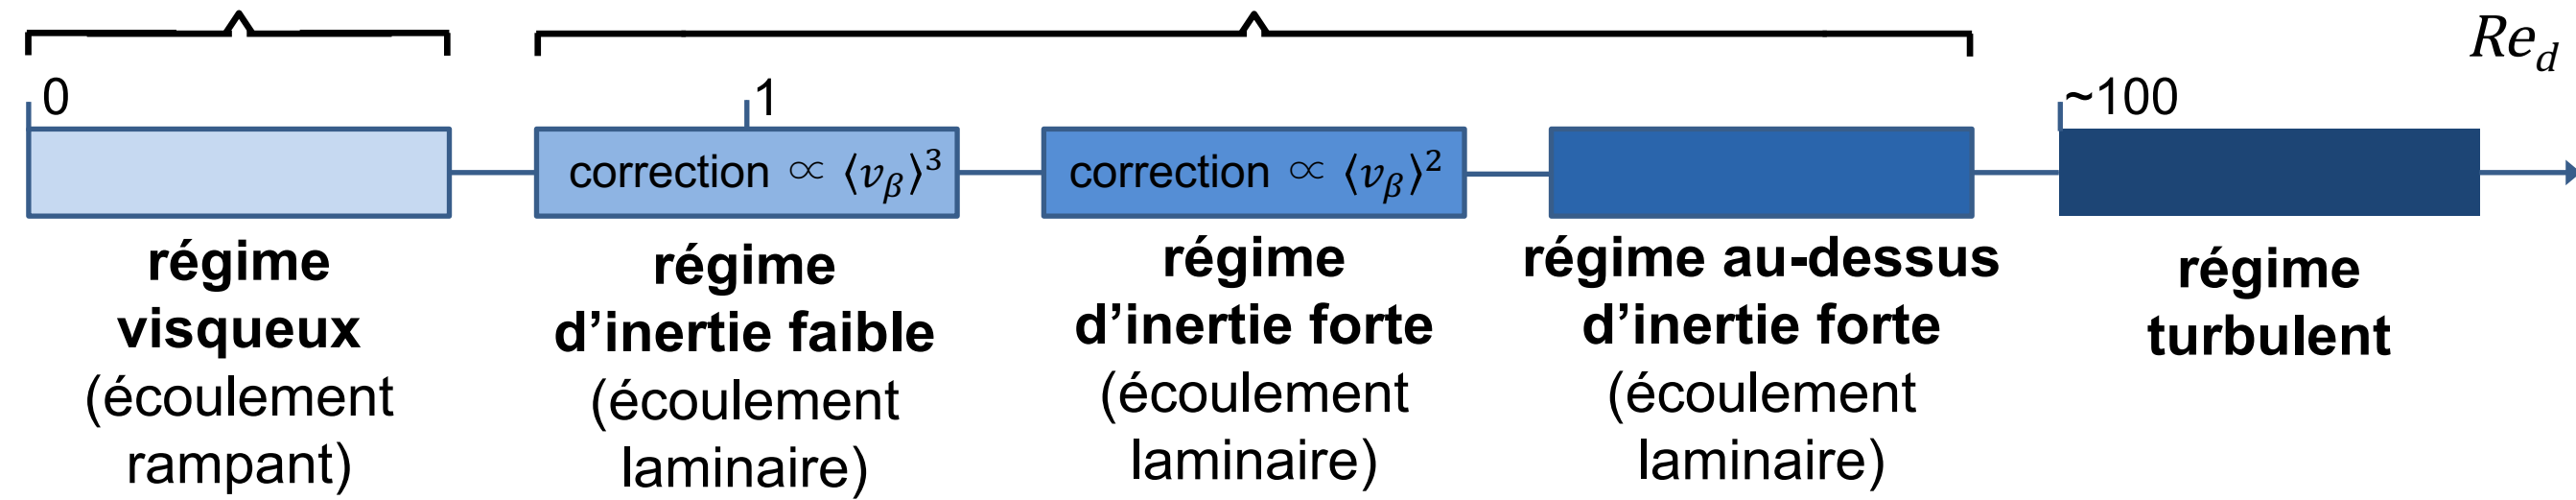 Re_d
0
1
~100
correction ∝ ⟨v_β⟩³
correction ∝ ⟨v_β⟩²
régime
visqueux
(écoulement
rampant)
régime
d’inertie faible
(écoulement
laminaire)
régime
d’inertie forte
(écoulement
laminaire)
régime au-dessus
d’inertie forte
(écoulement
laminaire)
régime
turbulent